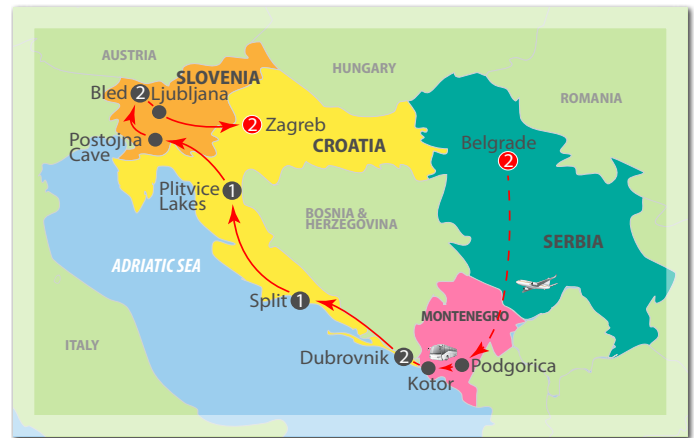 AUSTRIA
SLOVENIA
HUNGARY
Bled 2 Ljubljana
ROMANIA
2 Zagreb
Postojna
Cave
CROATIA
Belgrade
2
Plitvice
Lakes
1
BOSNIA &
HERZEGOVINA
SERBIA
ADRIATIC SEA
Split 1
MONTENEGRO
ITALY
Dubrovnik 2
Podgorica
Kotor